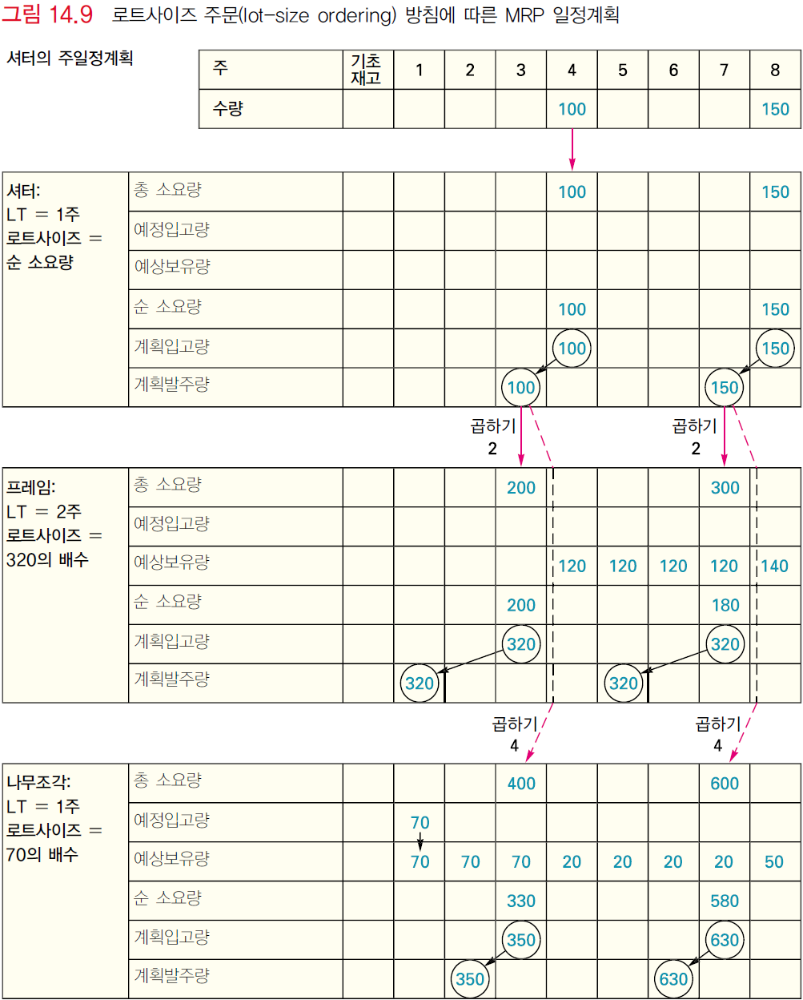 그림 14.9 로트사이즈 주문(lot-size ordering) 방침에 따른 MRP 일정계획
셔터의 주일정계획
주 기초 재고 1 2 3 4 5 6 7 8
수량 100 150
셔터:
LT = 1주
로트사이즈 =
순 소요량
총 소요량 100 150
예정입고량
예상보유량
순 소요량 100 150
계획입고량 100 150
계획발주량 100 150
곱하기 곱하기
2 2
프레임:
LT = 2주
로트사이즈 =
320의 배수
총 소요량 200 300
예정입고량
예상보유량 120 120 120 120 140
순 소요량 200 180
계획입고량 320 320
계획발주량 320 320
곱하기 곱하기
4 4
나무조각:
LT = 1주
로트사이즈 =
70의 배수
총 소요량 400 600
예정입고량 70
예상보유량 70 70 70 20 20 20 20 50
순 소요량 330 580
계획입고량 350 630
계획발주량 350 630